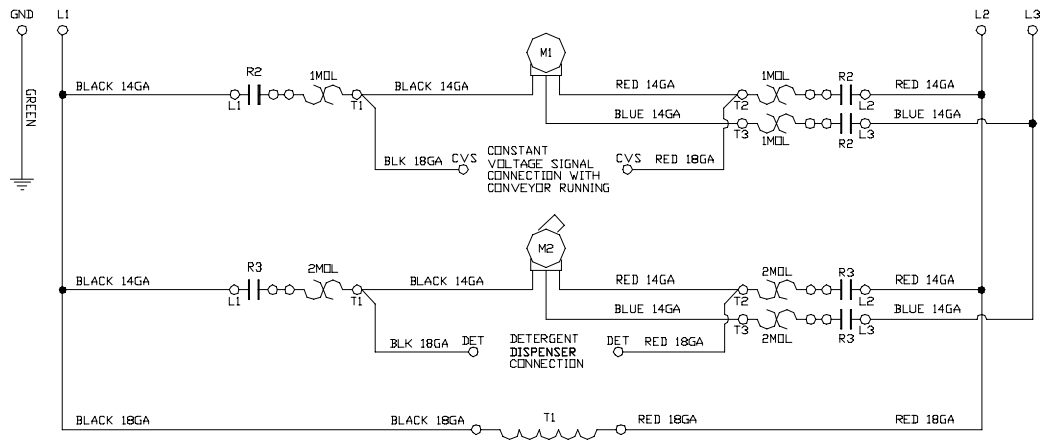 GND L1 L2 L3
M1
R2 1MOL 1MOL R2
BLACK 14GA BLACK 14GA RED 14GA RED 14GA
L1 T1 T2 L2
GREEN
BLUE 14GA BLUE 14GA
T3 1MOL R2 L3
CONSTANT
BLK 18GA CVS VOLTAGE SIGNAL CVS RED 18GA
CONNECTION WITH
CONVEYOR RUNNING
M2
R3 2MOL 2MOL R3
BLACK 14GA BLACK 14GA RED 14GA RED 14GA
L1 T1 T2 L2
BLUE 14GA BLUE 14GA
T3 2MOL R3 L3
BLK 18GA DET DETERGENT DET RED 18GA
DISPENSER
CONNECTION
BLACK 18GA BLACK 18GA T1 RED 18GA RED 18GA